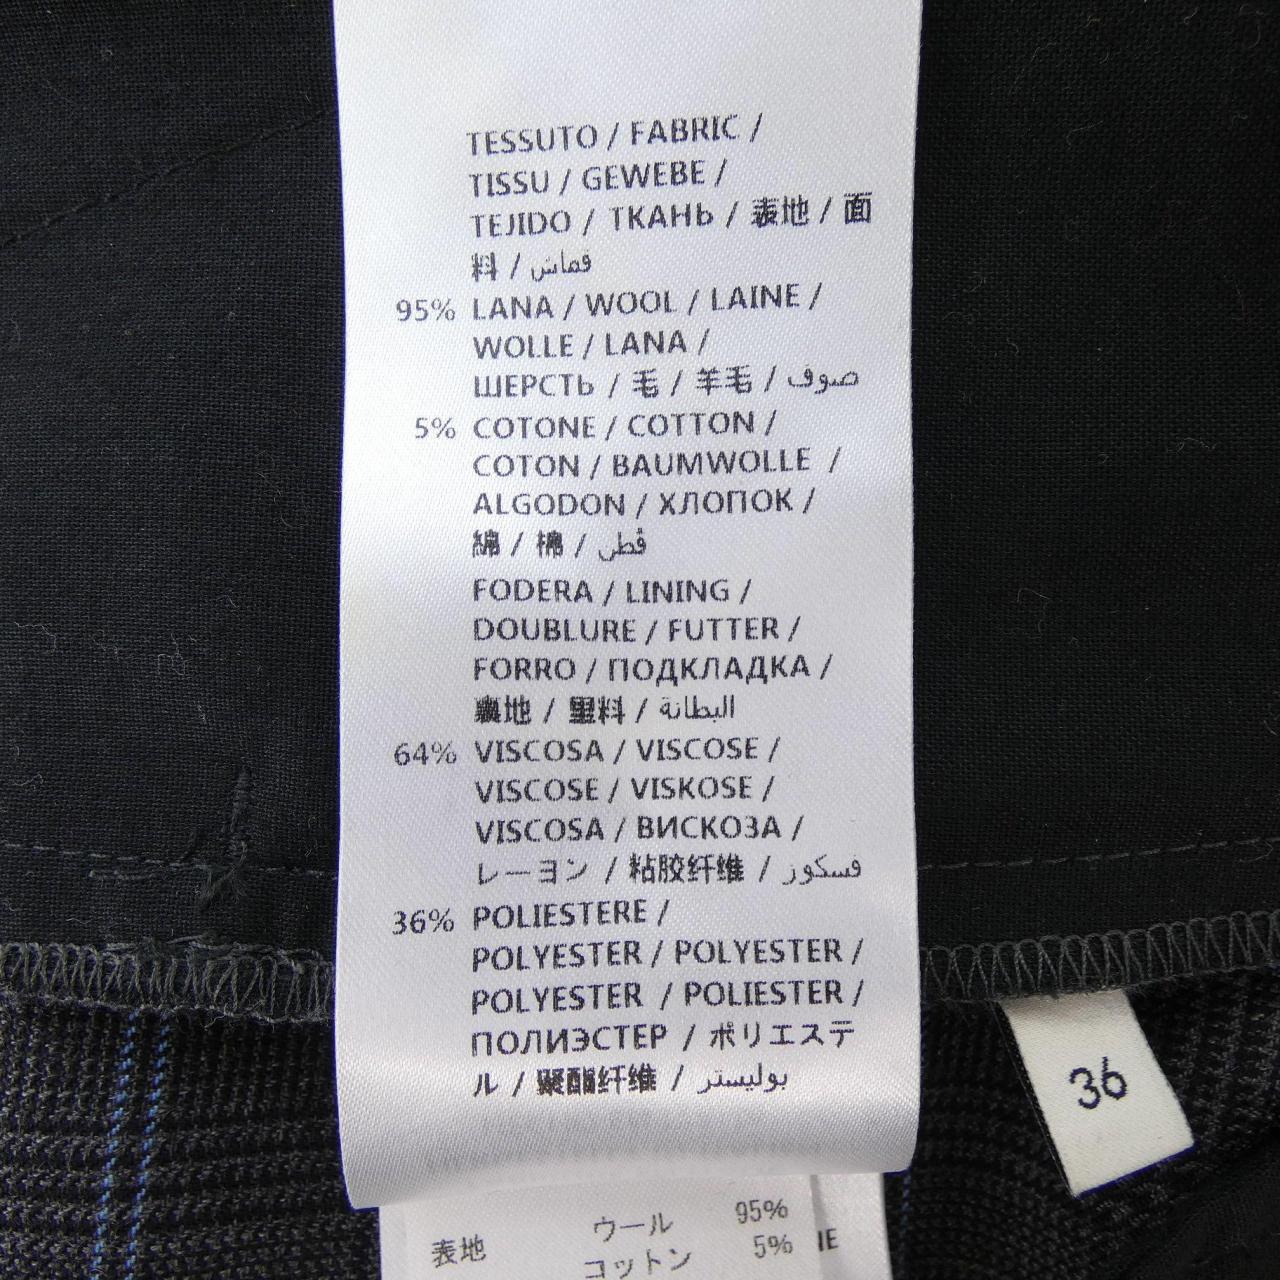 TESSUTO / FABRIC /
TISSU / GEWEBE /
TEJIDO / ТКАНЬ / 表地 / 面
料 / قماش
95% LANA / WOOL / LAINE /
WOLLE / LANA /
ШЕРСТЬ / 毛 / 羊毛 / صوف
5% COTONE / COTTON /
COTON / BAUMWOLLE /
ALGODON / ХЛОПОК /
綿 / 棉 / قطن
FODERA / LINING /
DOUBLURE / FUTTER /
FORRO / ПОДКЛАДКА /
裏地 / 里料 / البطانة
64% VISCOSA / VISCOSE /
VISCOSE / VISKOSE /
VISCOSA / ВИСКОЗА /
レーヨン / 粘胶纤维 / فسكوز
36% POLIESTERE /
POLYESTER / POLYESTER /
POLYESTER / POLIESTER /
ПОЛИЭСТЕР / ポリエステ
ル / 聚酯纤维 / بوليستر
36
表地 ウール 95%
コットン 5%